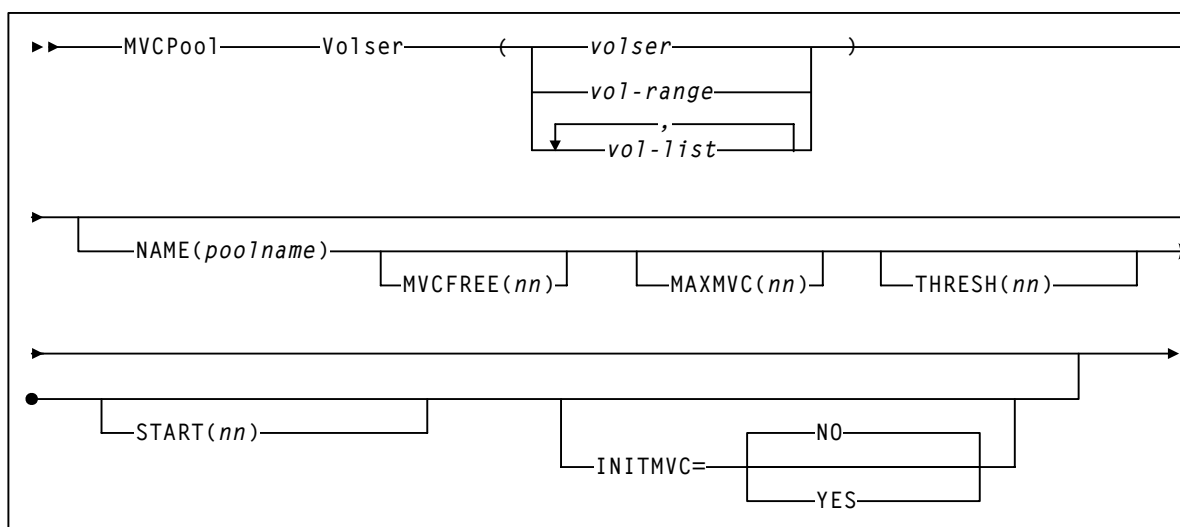 MVCPool Volser ( volser )
vol-range
,
vol-list
NAME(poolname)
MVCFREE(nn) MAXMVC(nn) THRESH(nn)
START(nn)
NO
INITMVC=
YES